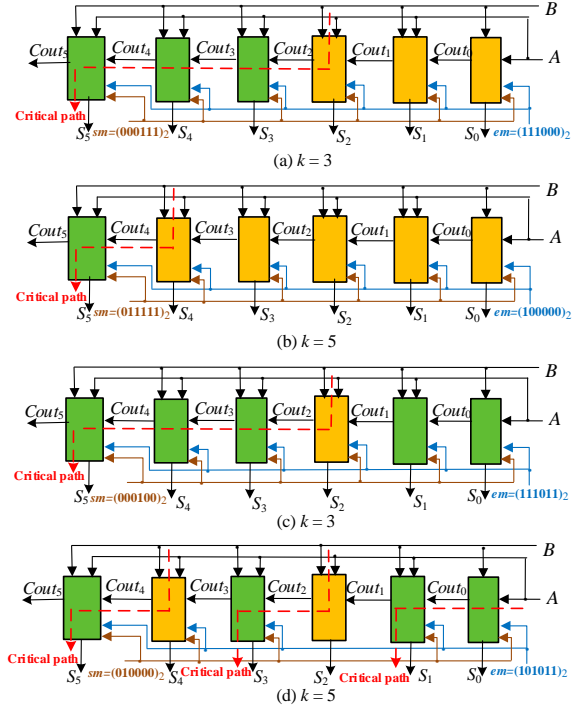 B
Cout5 Cout4 Cout3 Cout2 Cout1 Cout0 A
Critical path
S5 sm=(000111)2 S4 S3 S2 S1 S0 em=(111000)2
(a) k = 3
B
Cout5 Cout4 Cout3 Cout2 Cout1 Cout0 A
Critical path
S5 sm=(011111)2 S4 S3 S2 S1 S0 em=(100000)2
(b) k = 5
B
Cout5 Cout4 Cout3 Cout2 Cout1 Cout0 A
Critical path
S5 sm=(000100)2 S4 S3 S2 S1 S0 em=(111011)2
(c) k = 3
B
Cout5 Cout4 Cout3 Cout2 Cout1 Cout0 A
Critical path
S5 sm=(010000)2 S4 Critical path S3 S2 Critical path S1 S0 em=(101011)2
(d) k = 5